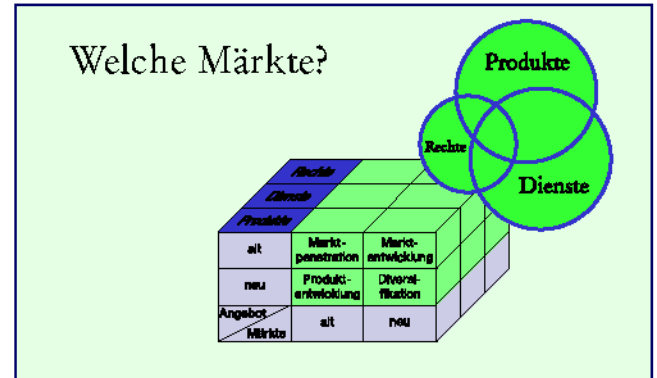 Welche Märkte?
Produkte
Rechte
Dienste
Rechte
Dienste
Produkte
alt
Markt-
penetration
Markt-
entwicklung
neu
Produkt-
entwicklung
Diversi-
fikation
Angebot
Märkte
alt
neu